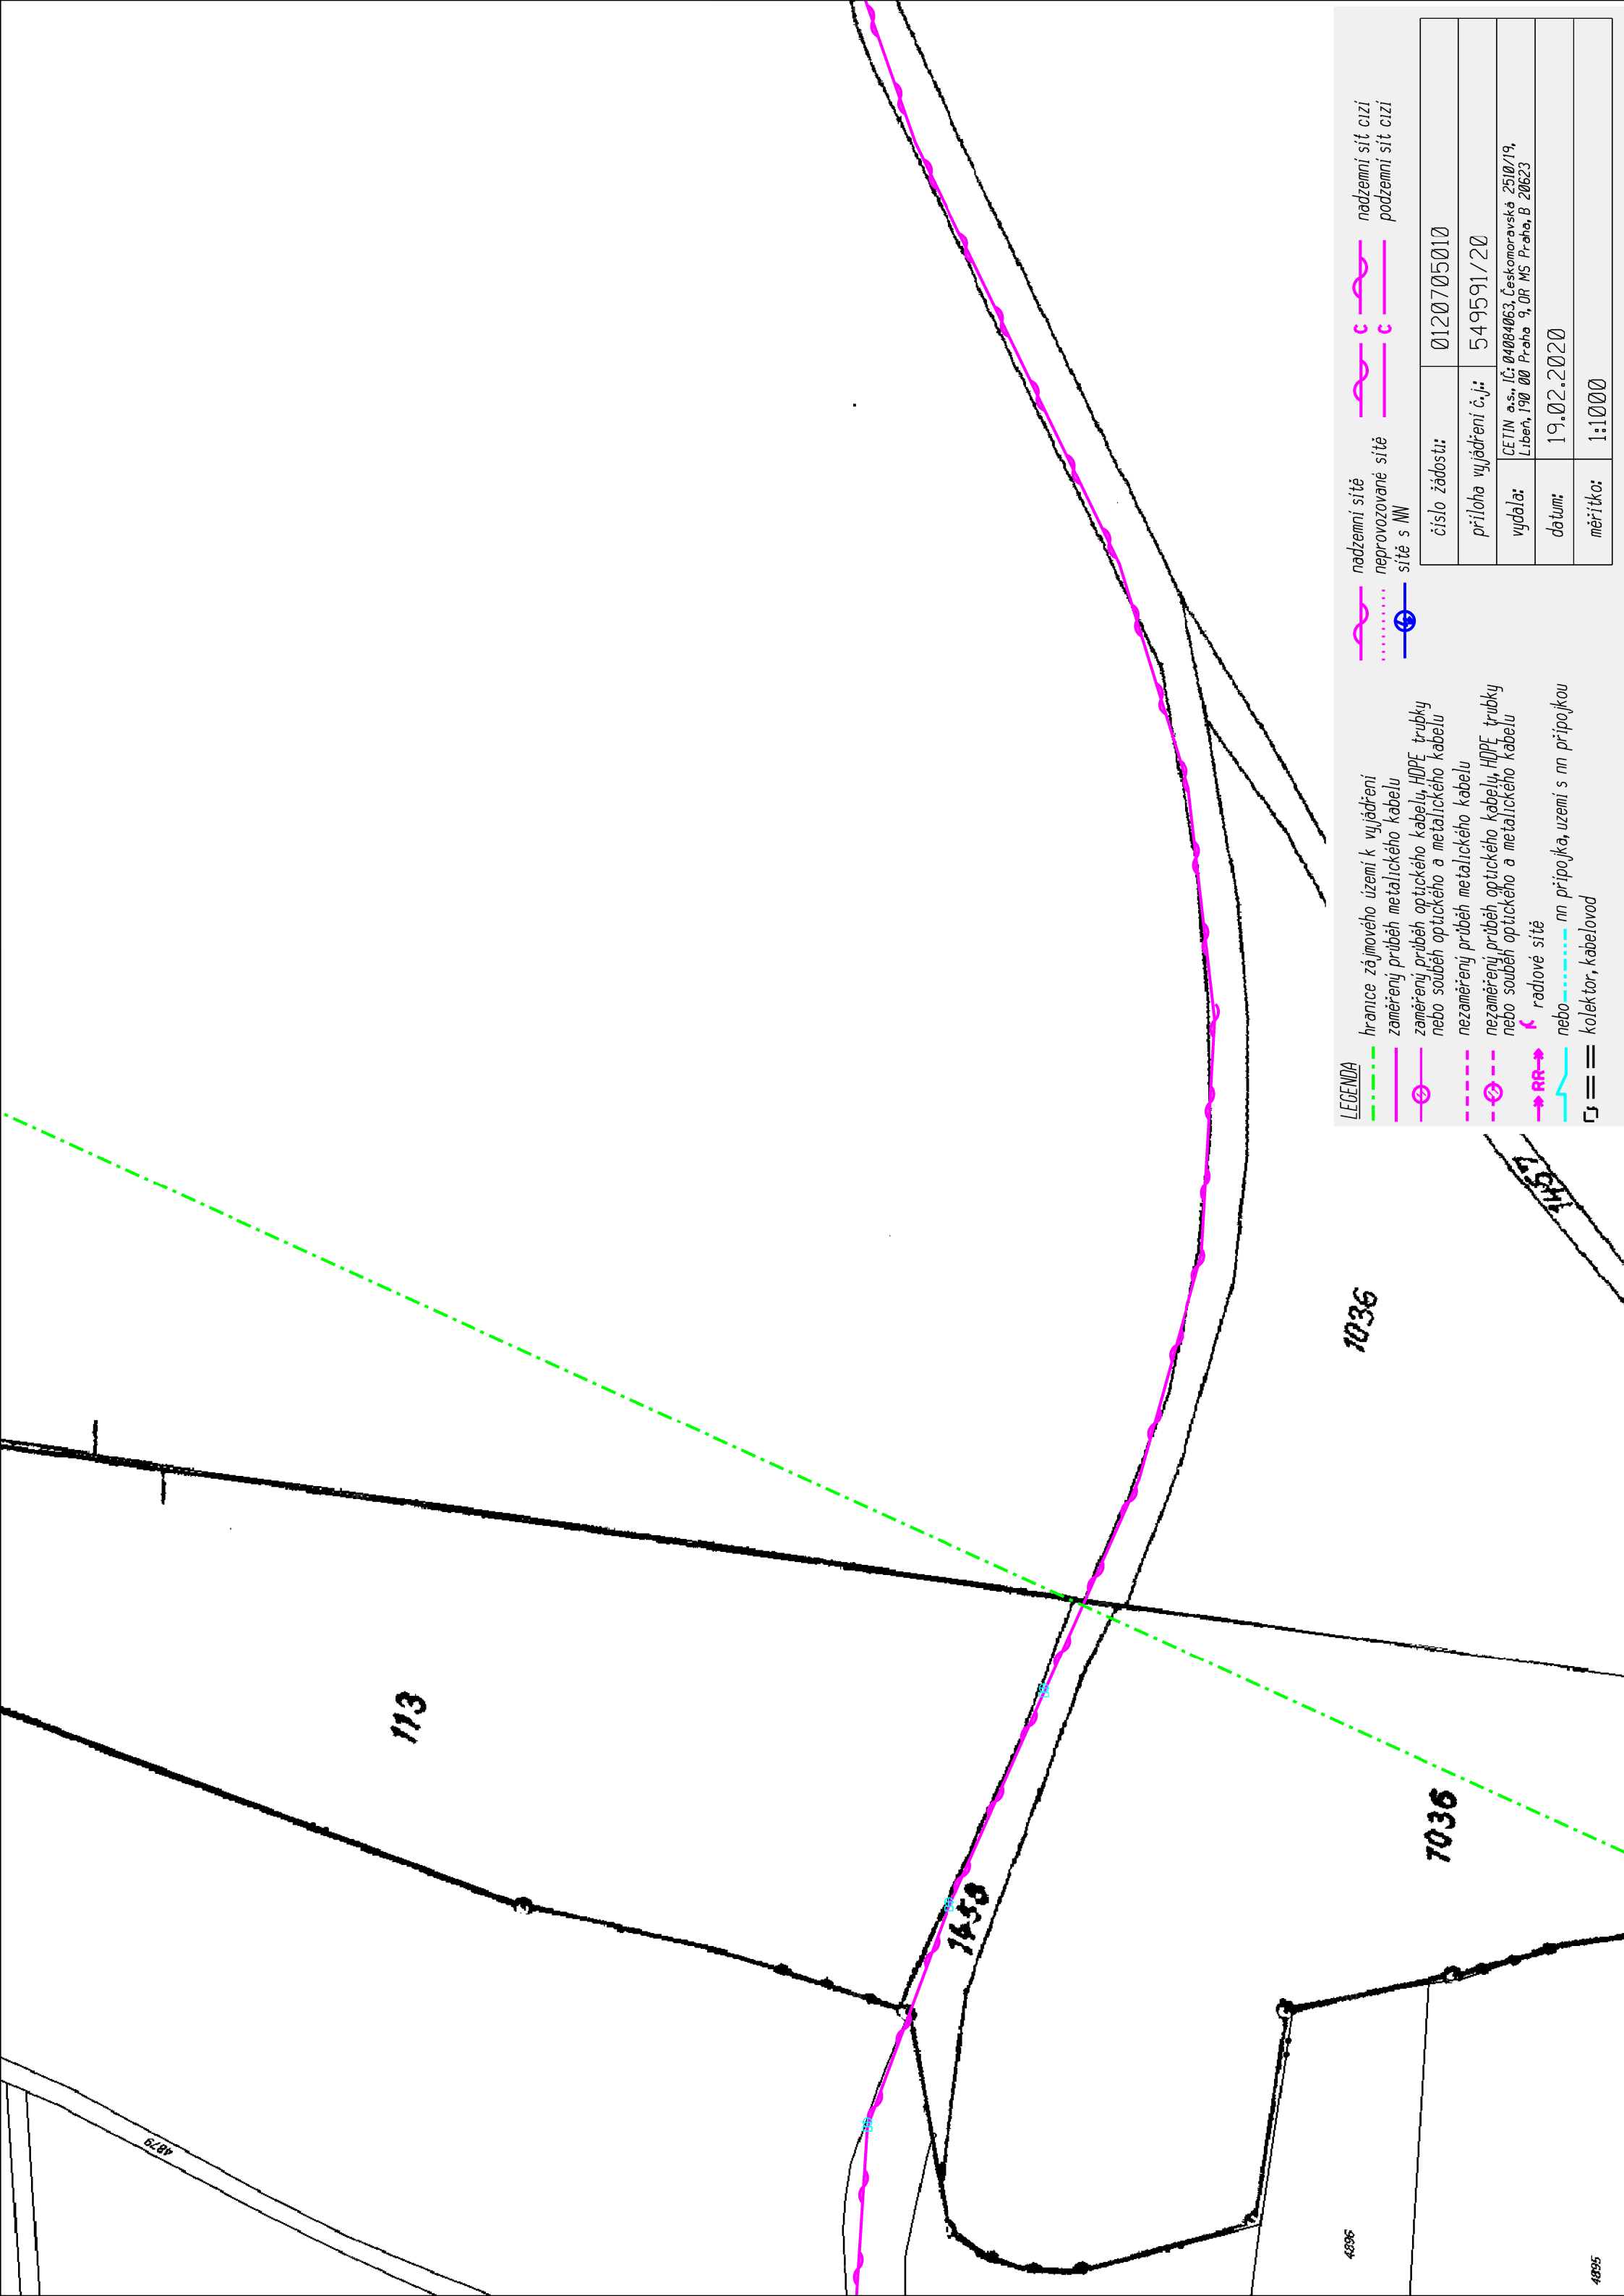 113
1036
1036
1458
1457
4879
4896
4895
LEGENDA
hranice zájmového území k vyjádření
zaměřený průběh metalického kabelu
zaměřený průběh optického kabelu, HDPE trubky
nebo souběh optického a metalického kabelu
nezaměřený průběh metalického kabelu
nezaměřený průběh optického kabelu, HDPE trubky
nebo souběh optického a metalického kabelu
RR radiové sítě
nebo nn přípojka, území s nn přípojkou
kolektor, kabelovod
nadzemní sítě
neprovozované sítě
sítě s NN
C nadzemní síť cizí
C podzemní síť cizí
číslo žádosti: 0120705010
příloha vyjádření č.j.: 549591/20
vydala: CETIN a.s., IČ: 04084063, Českomoravská 2510/19,
Libeň, 190 00 Praha 9, OR MS Praha, B 20623
datum: 19.02.2020
měřítko: 1:1000